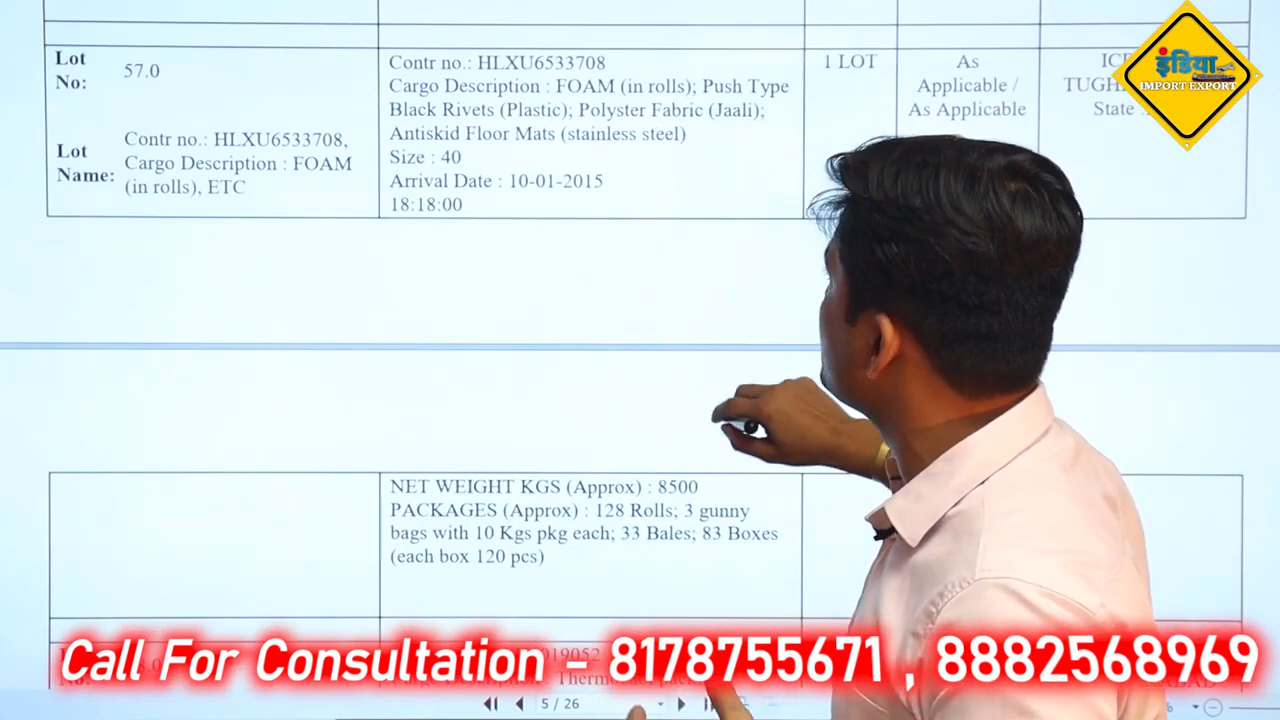 Lot No:
57.0
Contr no.: HLXU6533708
Cargo Description : FOAM (in rolls); Push Type
Black Rivets (Plastic); Polyster Fabric (Jaali);
Antiskid Floor Mats (stainless steel)
Size : 40
Arrival Date : 10-01-2015
18:18:00
1 LOT
As
Applicable /
As Applicable
State
इंडिया
IMPORT EXPORT
Lot Name:
Contr no.: HLXU6533708,
Cargo Description : FOAM
(in rolls), ETC
NET WEIGHT KGS (Approx) : 8500
PACKAGES (Approx) : 128 Rolls; 3 gunny
bags with 10 Kgs pkg each; 33 Bales; 83 Boxes
(each box 120 pcs)
Call For Consultation - 8178755671 , 8882568969
5 / 26